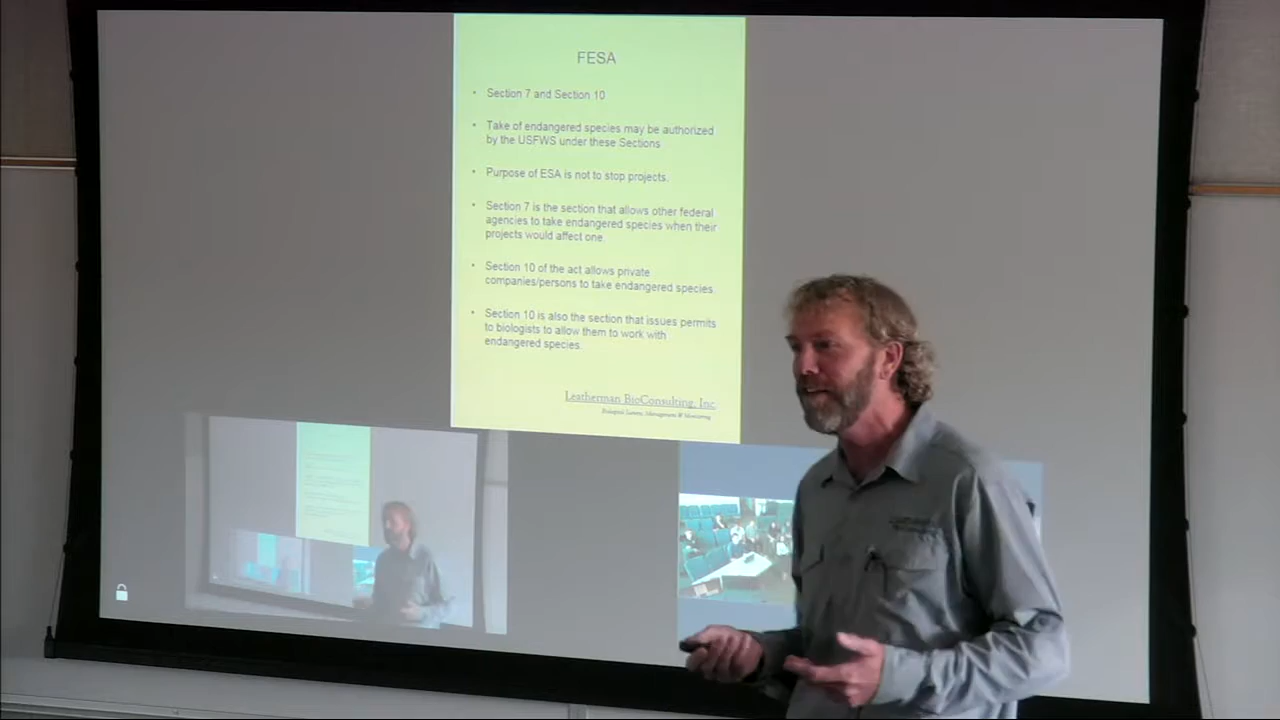 FESA
• Section 7 and Section 10
• Take of endangered species may be authorized
by the USFWS under these Sections
• Purpose of ESA is not to stop projects.
• Section 7 is the section that allows other federal
agencies to take endangered species when their
projects would affect one.
• Section 10 of the act allows private
companies/persons to take endangered species.
• Section 10 is also the section that issues permits
to biologists to allow them to work with
endangered species.
Leatherman BioConsulting, Inc.
Biological Survey, Management & Monitoring